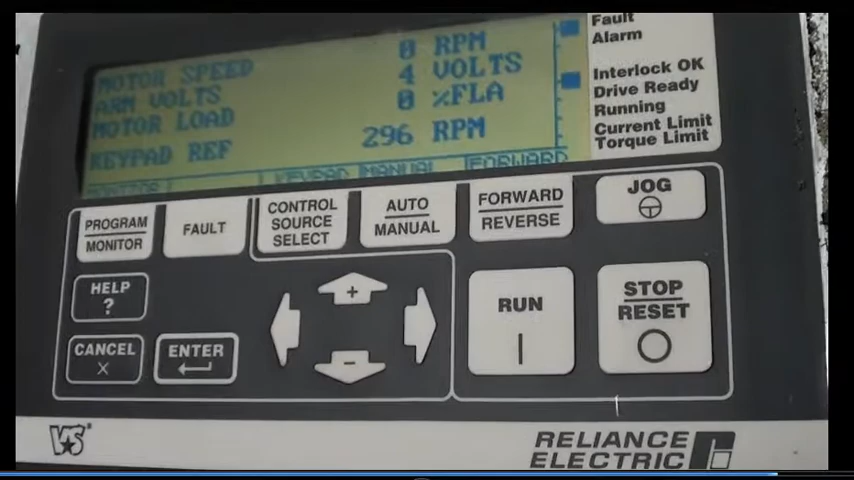 MOTOR SPEED 0 RPM
ARM VOLTS 4 VOLTS
MOTOR LOAD 0 %FLA
KEYPAD REF 296 RPM
MONITOR KEYPAD MANUAL FORWARD
Fault
Alarm
Interlock OK
Drive Ready
Running
Current Limit
Torque Limit
PROGRAM
MONITOR
FAULT
CONTROL
SOURCE
SELECT
AUTO
MANUAL
FORWARD
REVERSE
JOG
HELP
?
+
-
RUN
|
STOP
RESET
O
CANCEL
X
ENTER
VS
RELIANCE
ELECTRIC